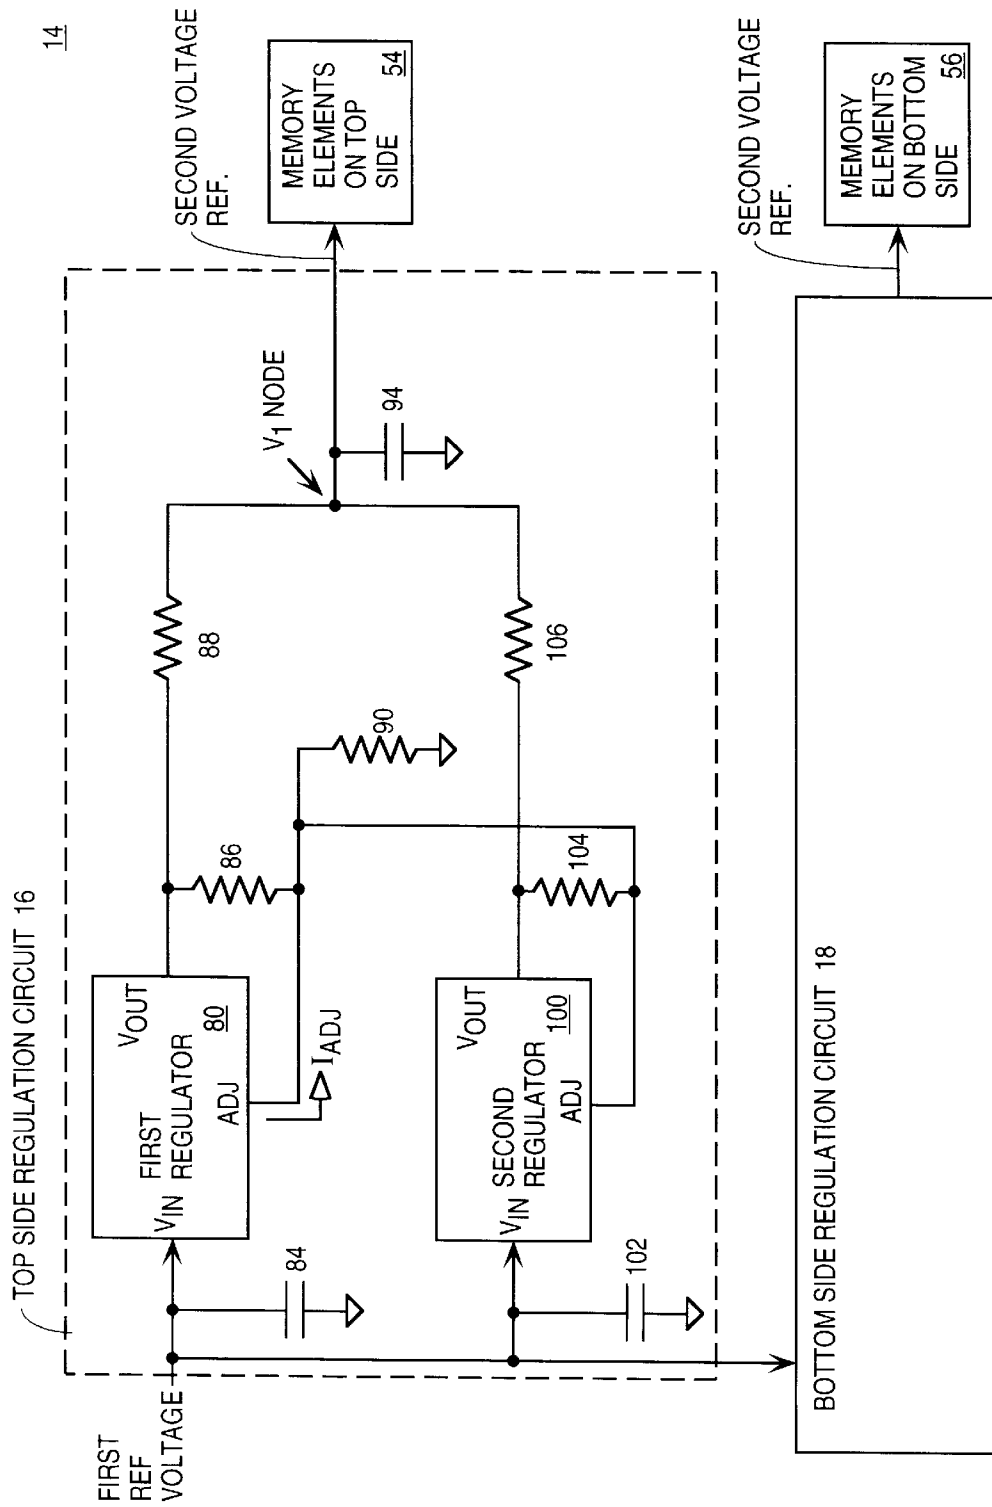 14
TOP SIDE REGULATION CIRCUIT 16
FIRST
REF
VOLTAGE
VIN
FIRST
REGULATOR
VOUT
80
ADJ
IADJ
84
86
88
90
V1 NODE
94
SECOND VOLTAGE
REF.
MEMORY
ELEMENTS
ON TOP
SIDE
54
VIN
SECOND
REGULATOR
VOUT
100
ADJ
102
104
106
BOTTOM SIDE REGULATION CIRCUIT 18
SECOND VOLTAGE
REF.
MEMORY
ELEMENTS
ON BOTTOM
SIDE
56